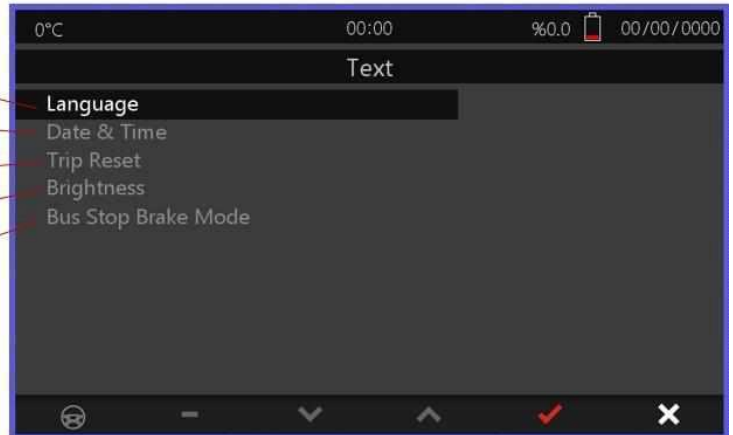 0°C 00:00 %0.0 00/00/0000
Text
Language
Date & Time
Trip Reset
Brightness
Bus Stop Brake Mode